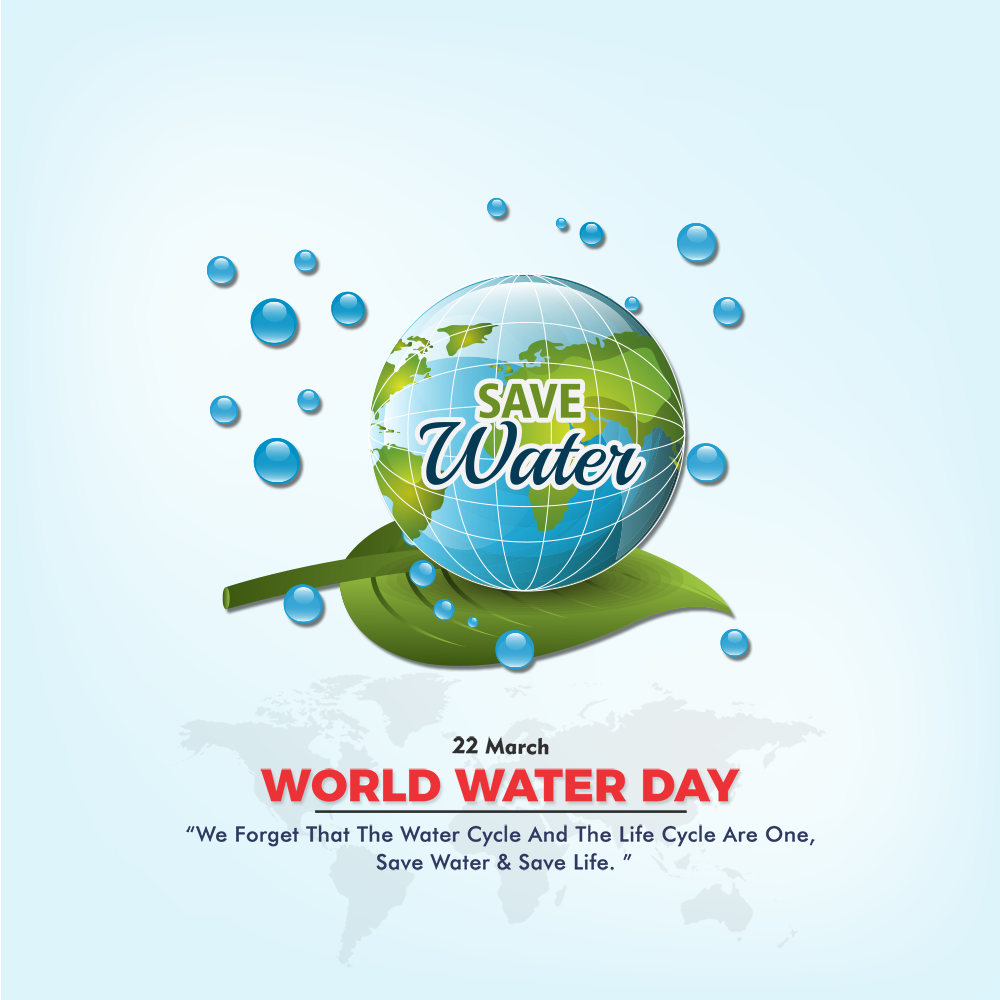 SAVE
Water
22 March
WORLD WATER DAY
“We Forget That The Water Cycle And The Life Cycle Are One,
Save Water & Save Life. ”